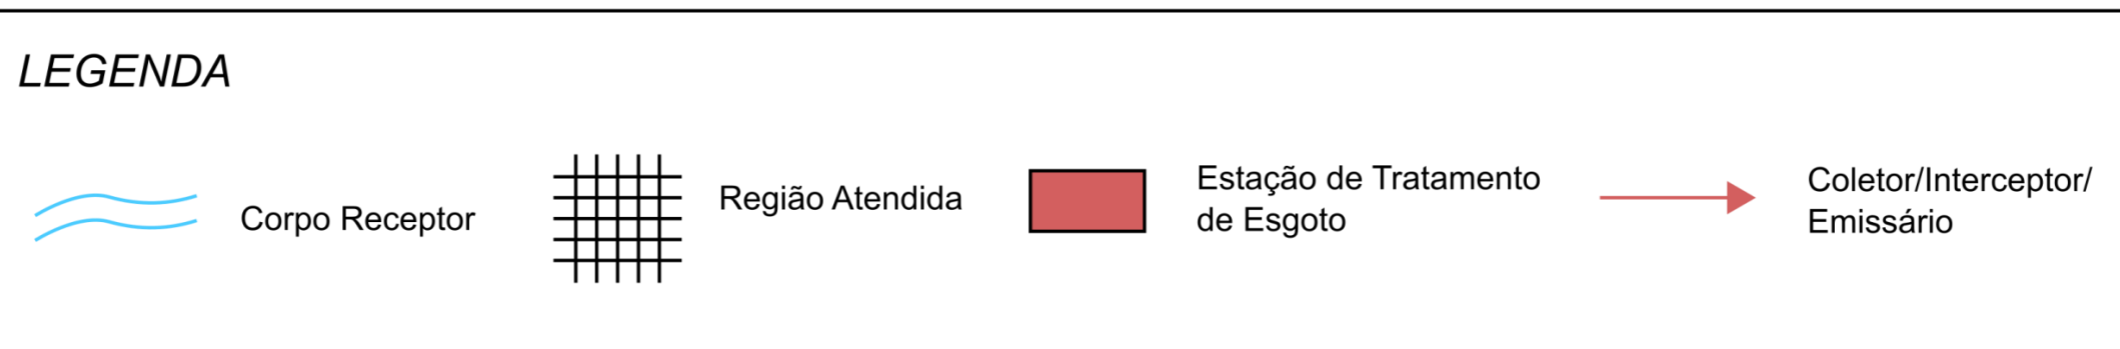 LEGENDA
Corpo Receptor
Região Atendida
Estação de Tratamento
de Esgoto
Coletor/Interceptor/
Emissário